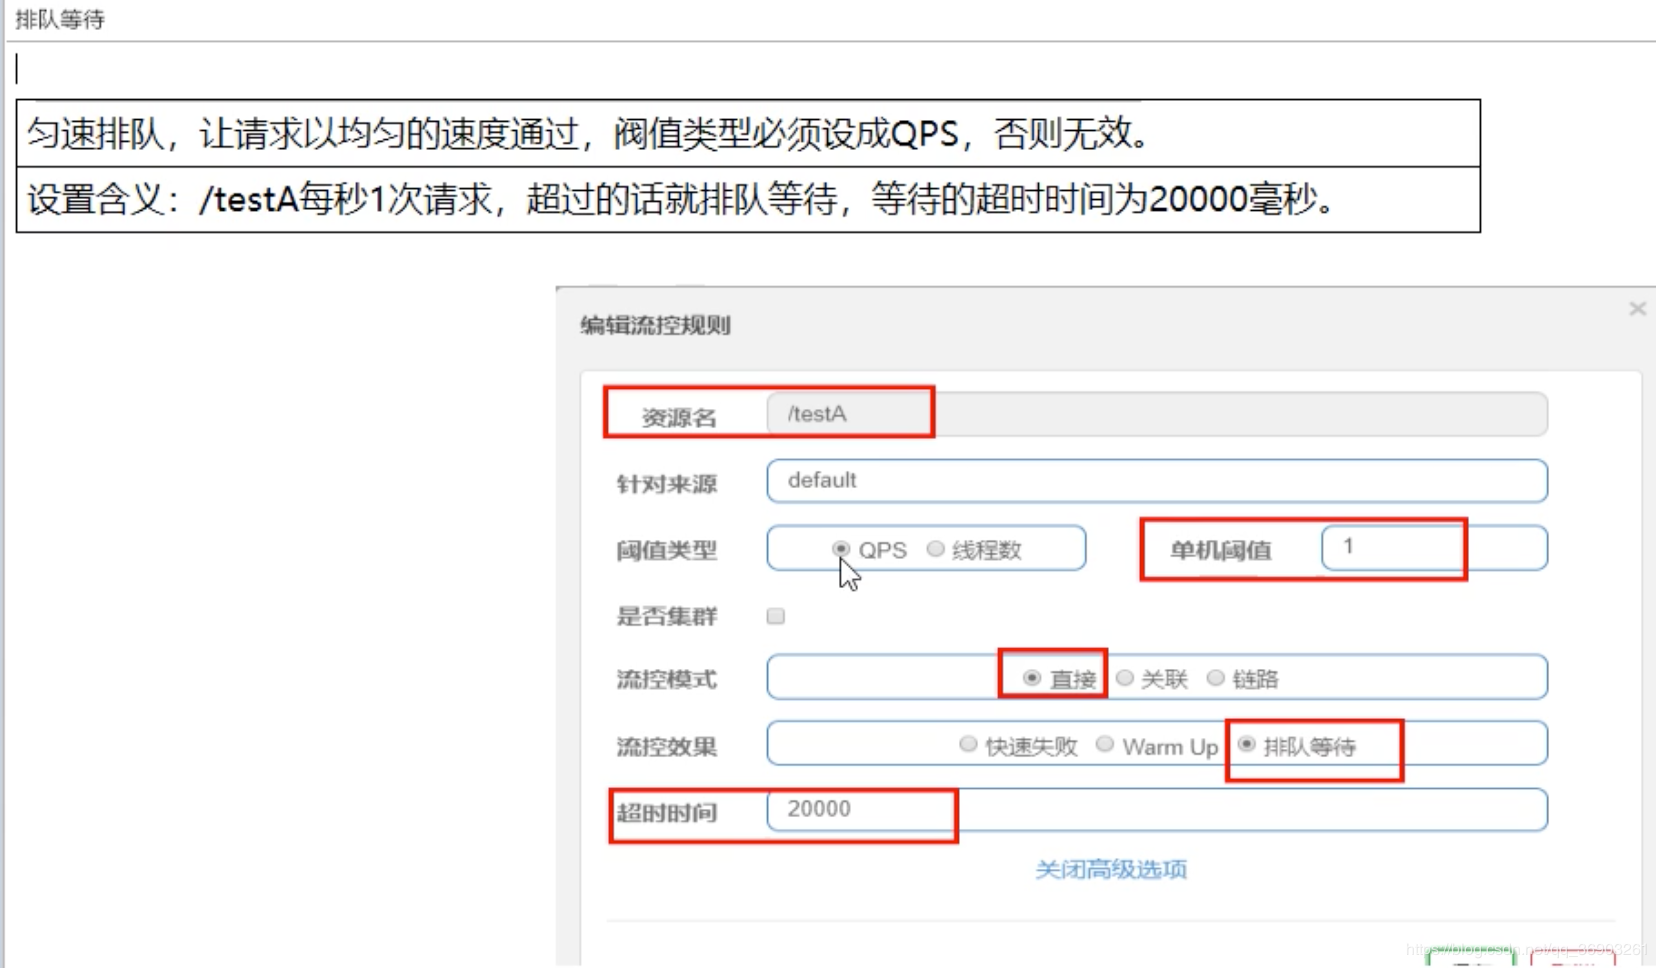 排队等待
匀速排队，让请求以均匀的速度通过，阀值类型必须设成QPS，否则无效。
设置含义：/testA每秒1次请求，超过的话就排队等待，等待的超时时间为20000毫秒。
编辑流控规则 ×
资源名 /testA
针对来源 default
阈值类型 QPS 线程数 单机阈值 1
是否集群
流控模式 直接 关联 链路
流控效果 快速失败 Warm Up 排队等待
超时时间 20000
关闭高级选项